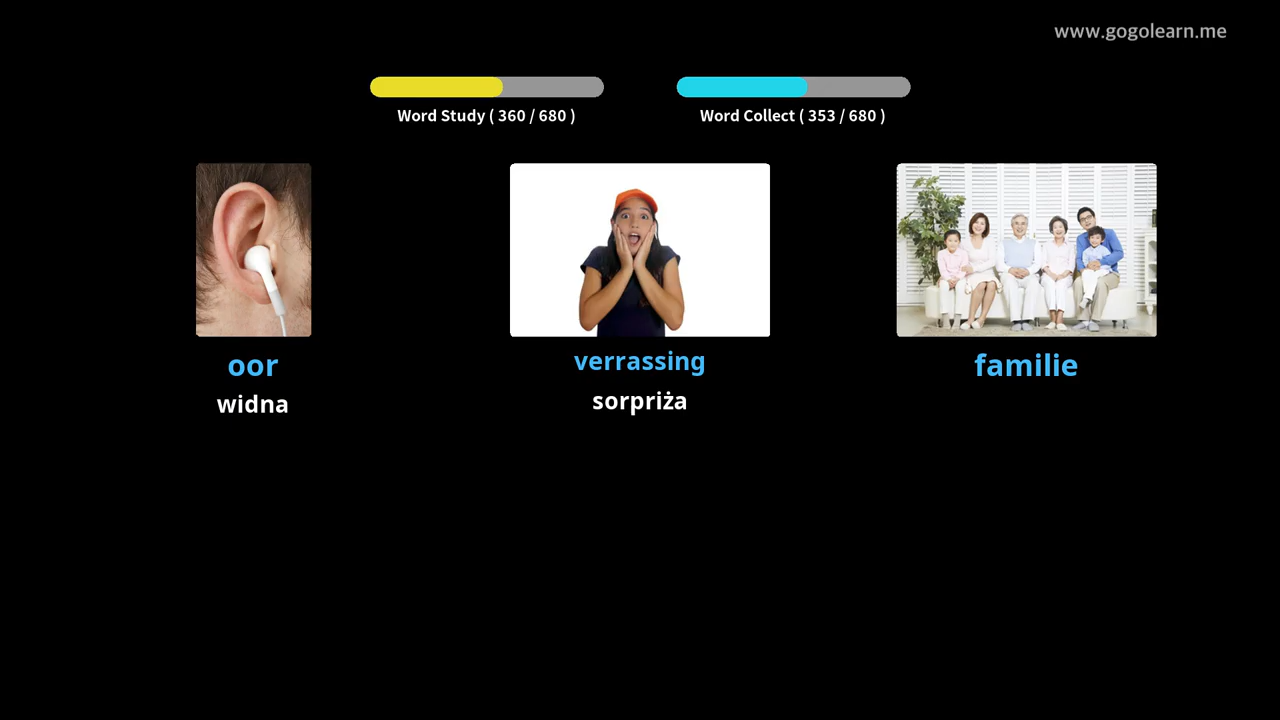 www.gogolearn.me
Word Study ( 360 / 680 )
Word Collect ( 353 / 680 )
oor
widna
verrassing
sorpriża
familie